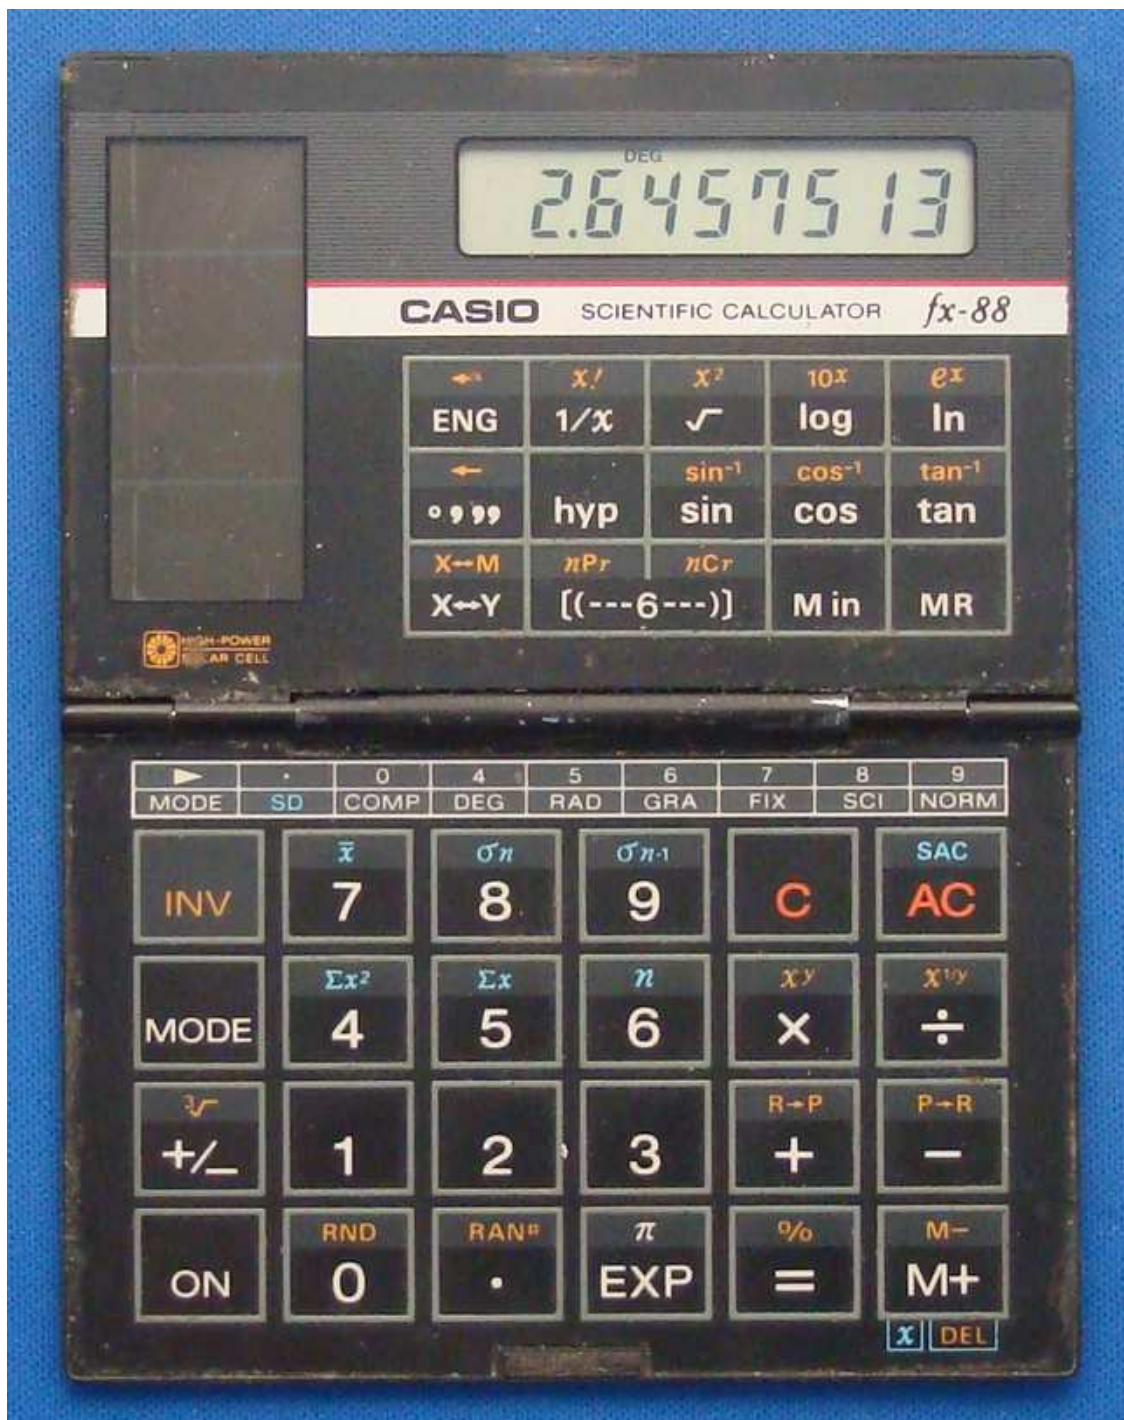 DEG
2.6457513
CASIO SCIENTIFIC CALCULATOR fx-88
x! x² 10ˣ eˣ
ENG 1/x √ log ln
← sin⁻¹ cos⁻¹ tan⁻¹
° , ,, hyp sin cos tan
X↔M nPr nCr
X↔Y [(---6---)] M in MR
HIGH-POWER
SOLAR CELL
▶ · 0 4 5 6 7 8 9
MODE SD COMP DEG RAD GRA FIX SCI NORM
x̄ σn σn-1 SAC
INV 7 8 9 C AC
Σx² Σx n xʸ x¹/ʸ
MODE 4 5 6 × ÷
³√ R→P P→R
+/− 1 2 3 + −
RND RAN# π % M−
ON 0 · EXP = M+
x DEL